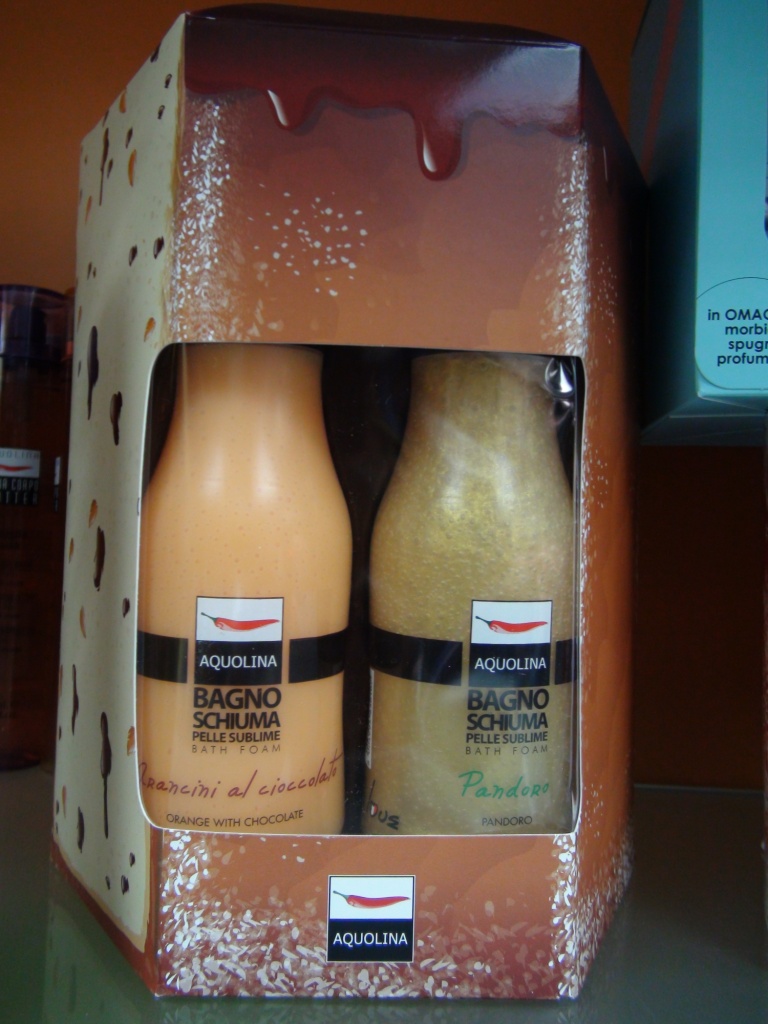 in OMAG
morbi
spugn
profum
AQUOLINA
BAGNO
SCHIUMA
PELLE SUBLIME
BATH FOAM
Arancini al cioccolato
ORANGE WITH CHOCOLATE
AQUOLINA
BAGNO
SCHIUMA
PELLE SUBLIME
BATH FOAM
Pandoro
PANDORO
AQUOLINA